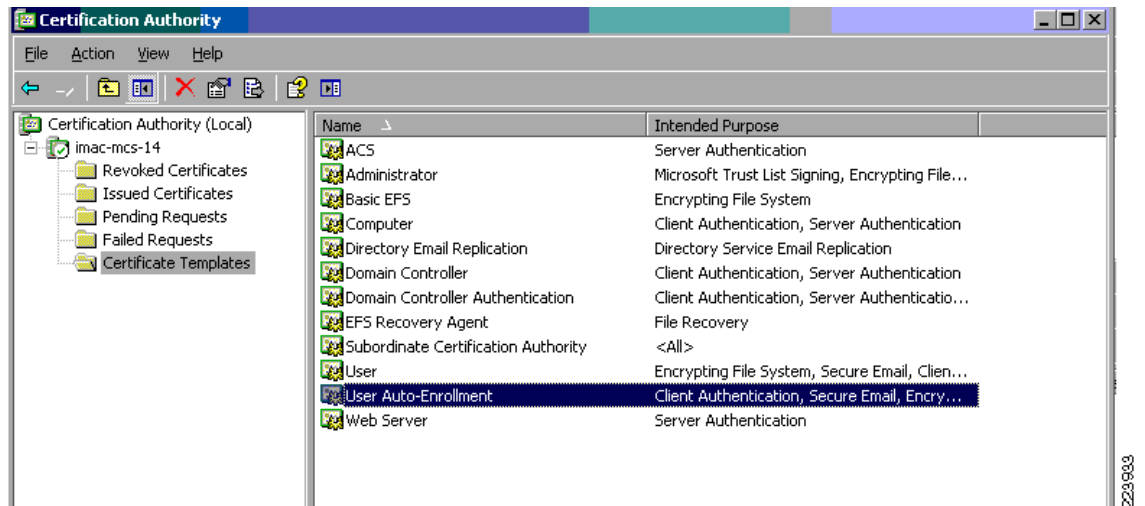 Certification Authority
File Action View Help
Certification Authority (Local)
imac-mcs-14
Revoked Certificates
Issued Certificates
Pending Requests
Failed Requests
Certificate Templates
Name Intended Purpose
ACS Server Authentication
Administrator Microsoft Trust List Signing, Encrypting File...
Basic EFS Encrypting File System
Computer Client Authentication, Server Authentication
Directory Email Replication Directory Service Email Replication
Domain Controller Client Authentication, Server Authentication
Domain Controller Authentication Client Authentication, Server Authenticatio...
EFS Recovery Agent File Recovery
Subordinate Certification Authority <All>
User Encrypting File System, Secure Email, Clien...
User Auto-Enrollment Client Authentication, Secure Email, Encry...
Web Server Server Authentication
223933